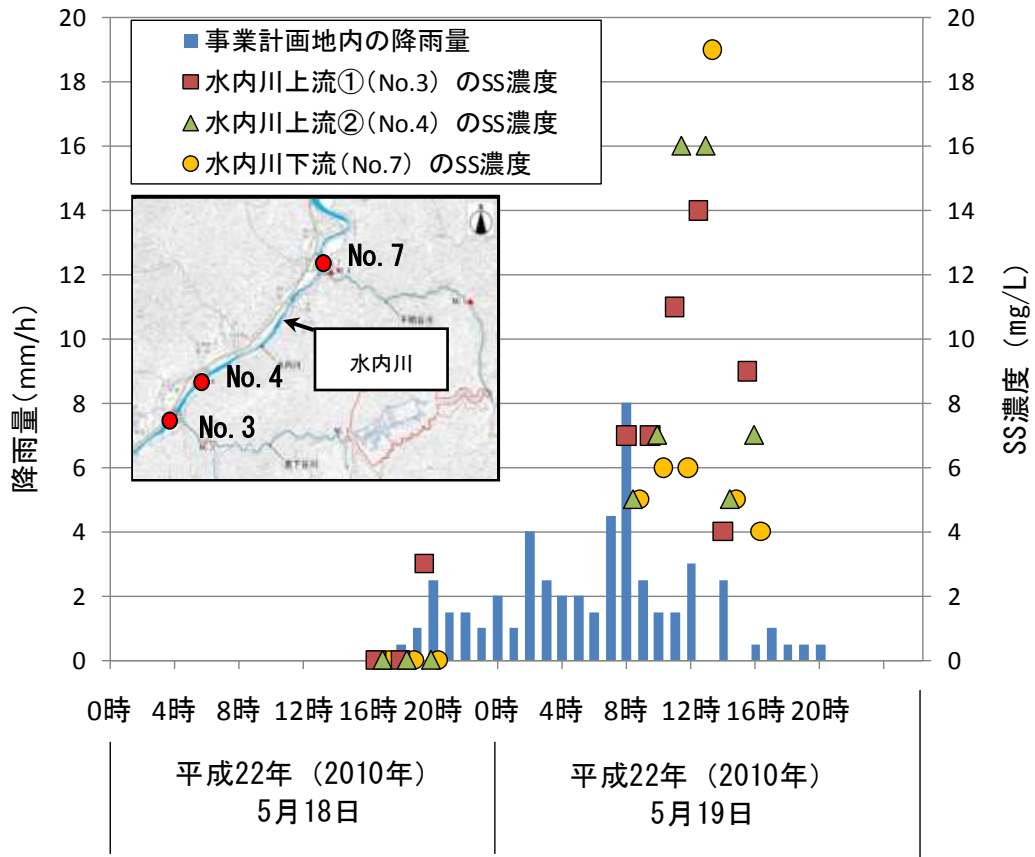 事業計画地内の降雨量
水内川上流①(No.3) のSS濃度
水内川上流②(No.4) のSS濃度
水内川下流(No.7) のSS濃度
No. 7
水内川
No. 4
No. 3
降雨量(mm/h)
20
18
16
14
12
10
8
6
4
2
0
SS濃度 (mg/L)
20
18
16
14
12
10
8
6
4
2
0
0時 4時 8時 12時 16時 20時 0時 4時 8時 12時 16時 20時
平成22年 (2010年)
5月18日
平成22年 (2010年)
5月19日